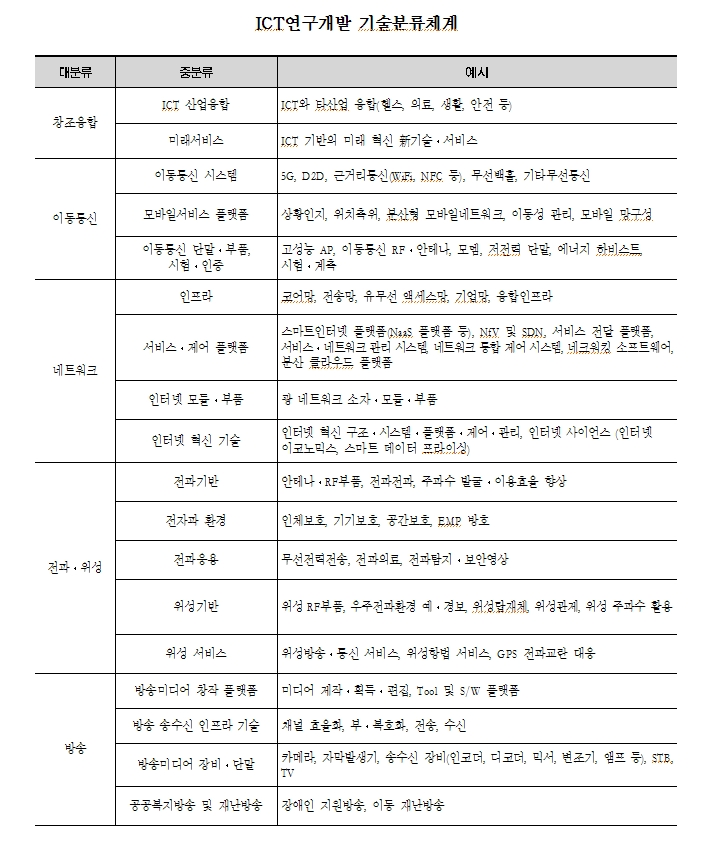 ICT연구개발 기술분류체계
대분류 중분류 예시
창조융합
ICT 산업융합 ICT와 타산업 융합(헬스, 의료, 생활, 안전 등)
미래서비스 ICT 기반의 미래 혁신 新기술·서비스
이동통신
이동통신 시스템 5G, D2D, 근거리통신(WiFi, NFC 등), 무선백홀, 기타무선통신
모바일서비스 플랫폼 상황인지, 위치측위, 분산형 모바일네트워크, 이동성 관리, 모바일 망구성
이동통신 단말·부품,
시험·인증
고성능 AP, 이동통신 RF·안테나, 모뎀, 저전력 단말, 에너지 하비스트,
시험·계측
네트워크
인프라 코어망, 전송망, 유무선 액세스망, 기업망, 융합인프라
서비스·제어 플랫폼
스마트인터넷 플랫폼(NaaS 플랫폼 등), NfV 및 SDN, 서비스 전달 플랫폼,
서비스·네트워크 관리 시스템, 네트워크 통합 제어 시스템, 네크워킹 소프트웨어,
분산 클라우드 플랫폼
인터넷 모듈·부품 광 네트워크 소자·모듈·부품
인터넷 혁신 기술
인터넷 혁신 구조·시스템·플랫폼·제어·관리, 인터넷 사이언스 (인터넷
이코노믹스, 스마트 데이터 프라이싱)
전파·위성
전파기반 안테나·RF부품, 전파전파, 주파수 발굴·이용효율 향상
전자파 환경 인체보호, 기기보호, 공간보호, EMP 방호
전파응용 무선전력전송, 전파의료, 전파탐지·보안영상
위성기반 위성 RF부품, 우주전파환경 예·경보, 위성탑재체, 위성관제, 위성 주파수 활용
위성 서비스 위성방송·통신 서비스, 위성항법 서비스, GPS 전파교란 대응
방송
방송미디어 창작 플랫폼 미디어 제작·획득·편집, Tool 및 S/W 플랫폼
방송 송수신 인프라 기술 채널 효율화, 부·복호화, 전송, 수신
방송미디어 장비·단말
카메라, 자막발생기, 송수신 장비(인코더, 디코더, 믹서, 변조기, 앰프 등), STB,
TV
공공복지방송 및 재난방송 장애인 지원방송, 이동 재난방송